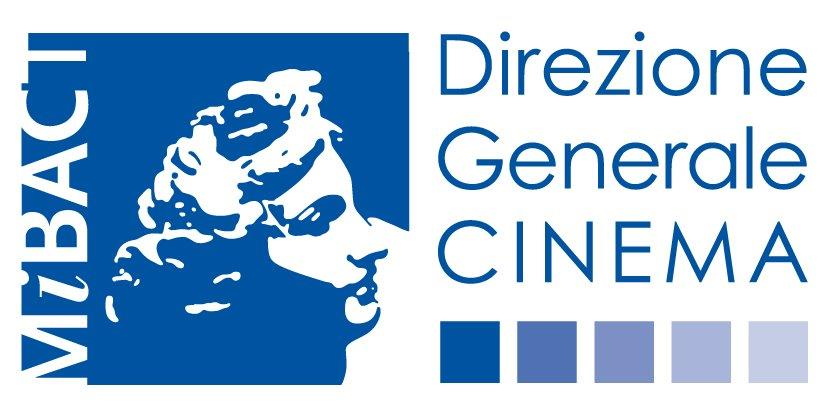 MiBACT
Direzione
Generale
CINEMA